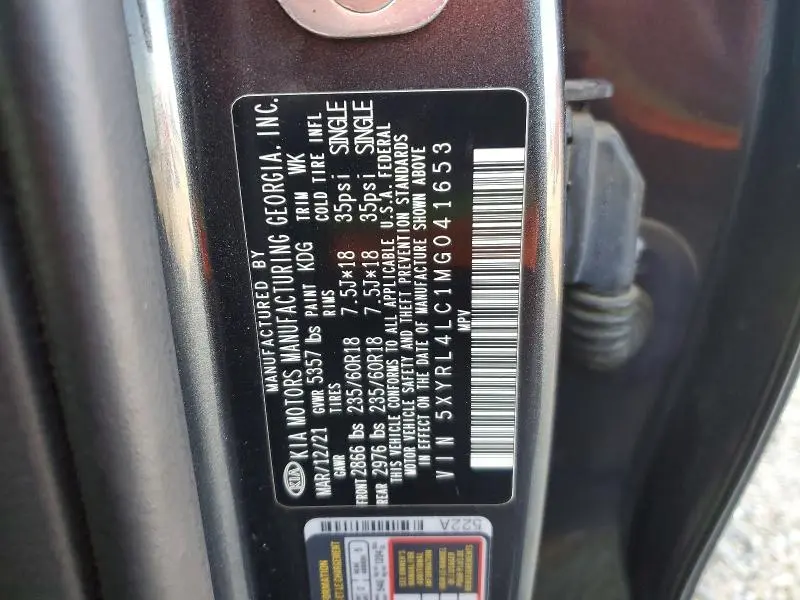 MANUFACTURED BY
KIA KIA MOTORS MANUFACTURING GEORGIA, INC.
MAR/12/21 GVWR 5357 lbs PAINT KDG TRIM WK
GAWR TIRES RIMS COLD TIRE INFL
FRONT 2866 lbs 235/60R18 7.5J*18 35psi SINGLE
REAR 2976 lbs 235/60R18 7.5J*18 35psi SINGLE
THIS VEHICLE CONFORMS TO ALL APPLICABLE U.S.A. FEDERAL
MOTOR VEHICLE SAFETY AND THEFT PREVENTION STANDARDS
IN EFFECT ON THE DATE OF MANUFACTURE SHOWN ABOVE
VIN 5XYRL4LC1MG041653
MPV
522A